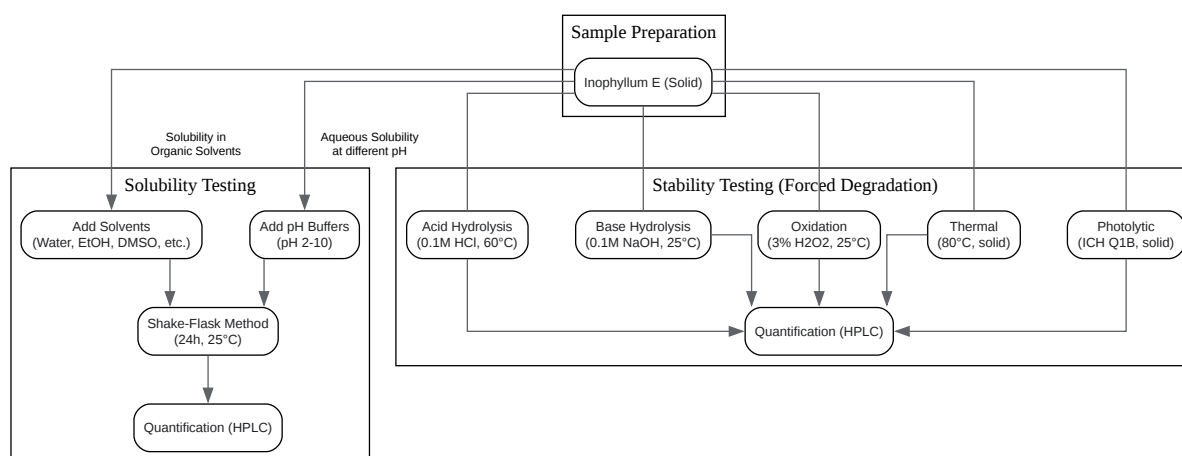 Sample Preparation
Inophyllum E (Solid)
Solubility in
Organic Solvents
Aqueous Solubility
at different pH
Solubility Testing
Add Solvents
(Water, EtOH, DMSO, etc.)
Add pH Buffers
(pH 2-10)
Shake-Flask Method
(24h, 25°C)
Quantification (HPLC)
Stability Testing (Forced Degradation)
Acid Hydrolysis
(0.1M HCl, 60°C)
Base Hydrolysis
(0.1M NaOH, 25°C)
Oxidation
(3% H2O2, 25°C)
Thermal
(80°C, solid)
Photolytic
(ICH Q1B, solid)
Quantification (HPLC)